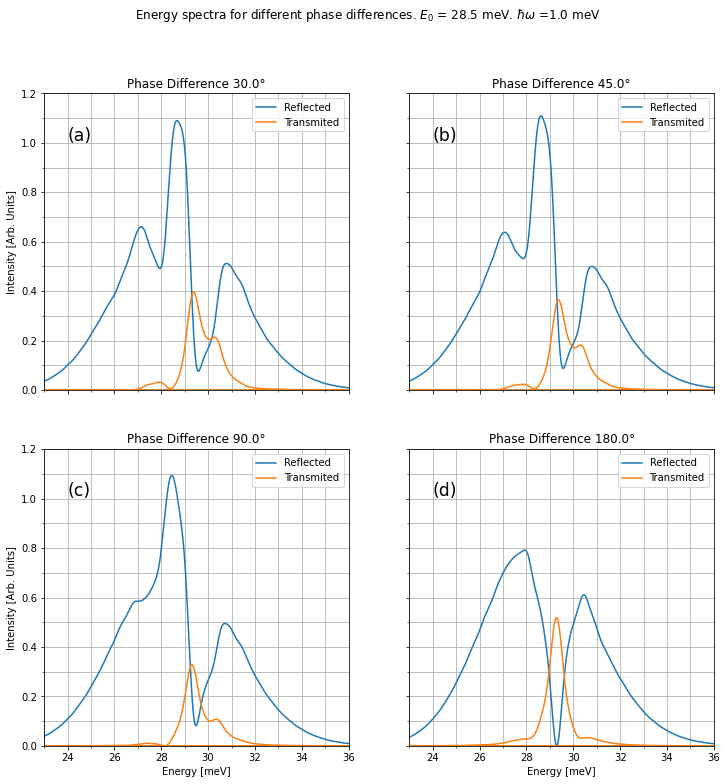 Energy spectra for different phase differences. E₀ = 28.5 meV. ℏω =1.0 meV
Phase Difference 30.0°
Phase Difference 45.0°
1.2
1.0
0.8
0.6
0.4
0.2
0.0
Intensity [Arb. Units]
(a)
Reflected
Transmited
(b)
Reflected
Transmited
Phase Difference 90.0°
Phase Difference 180.0°
1.2
1.0
0.8
0.6
0.4
0.2
0.0
Intensity [Arb. Units]
(c)
Reflected
Transmited
(d)
Reflected
Transmited
24 26 28 30 32 34 36
Energy [meV]
24 26 28 30 32 34 36
Energy [meV]